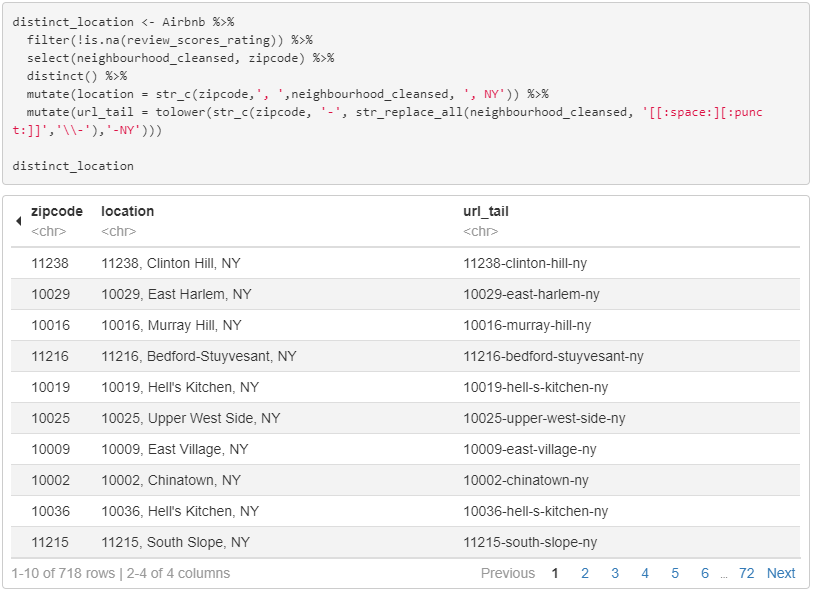 distinct_location <- Airbnb %>%
  filter(!is.na(review_scores_rating)) %>%
  select(neighbourhood_cleansed, zipcode) %>%
  distinct() %>%
  mutate(location = str_c(zipcode,', ',neighbourhood_cleansed, ', NY')) %>%
  mutate(url_tail = tolower(str_c(zipcode, '-', str_replace_all(neighbourhood_cleansed, '[[:space:][:punc
t:]]','\\-'),'-NY')))
distinct_location
zipcode location url_tail
<chr> <chr> <chr>
11238 11238, Clinton Hill, NY 11238-clinton-hill-ny
10029 10029, East Harlem, NY 10029-east-harlem-ny
10016 10016, Murray Hill, NY 10016-murray-hill-ny
11216 11216, Bedford-Stuyvesant, NY 11216-bedford-stuyvesant-ny
10019 10019, Hell's Kitchen, NY 10019-hell-s-kitchen-ny
10025 10025, Upper West Side, NY 10025-upper-west-side-ny
10009 10009, East Village, NY 10009-east-village-ny
10002 10002, Chinatown, NY 10002-chinatown-ny
10036 10036, Hell's Kitchen, NY 10036-hell-s-kitchen-ny
11215 11215, South Slope, NY 11215-south-slope-ny
1-10 of 718 rows | 2-4 of 4 columns Previous 1 2 3 4 5 6 ... 72 Next